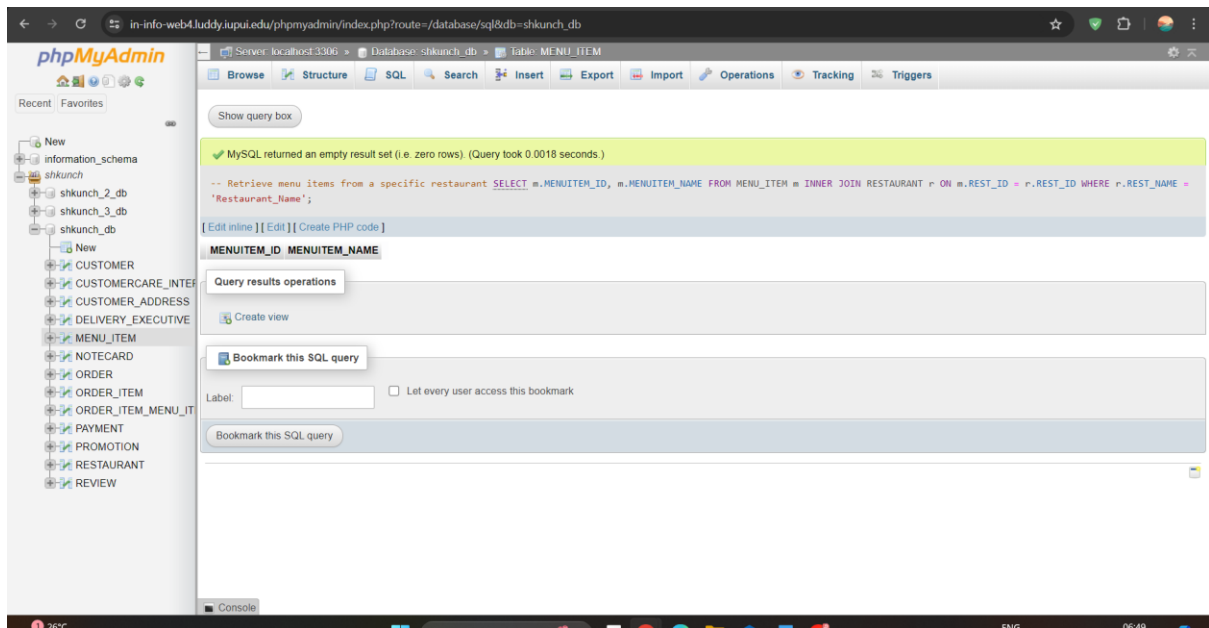 in-info-web4.luddy.iupui.edu/phpmyadmin/index.php?route=/database/sql&db=shkunch_db
phpMyAdmin
Recent Favorites
New
information_schema
shkunch
shkunch_2_db
shkunch_3_db
shkunch_db
New
CUSTOMER
CUSTOMERCARE_INTER
CUSTOMER_ADDRESS
DELIVERY_EXECUTIVE
MENU_ITEM
NOTECARD
ORDER
ORDER_ITEM
ORDER_ITEM_MENU_IT
PAYMENT
PROMOTION
RESTAURANT
REVIEW
Server: localhost:3306 » Database: shkunch_db » Table: MENU_ITEM
Browse Structure SQL Search Insert Export Import Operations Tracking Triggers
Show query box
MySQL returned an empty result set (i.e. zero rows). (Query took 0.0018 seconds.)
-- Retrieve menu items from a specific restaurant SELECT m.MENUITEM_ID, m.MENUITEM_NAME FROM MENU_ITEM m INNER JOIN RESTAURANT r ON m.REST_ID = r.REST_ID WHERE r.REST_NAME =
'Restaurant_Name';
[ Edit inline ] [ Edit ] [ Create PHP code ]
MENUITEM_ID MENUITEM_NAME
Query results operations
Create view
Bookmark this SQL query
Label: Let every user access this bookmark
Bookmark this SQL query
Console
1 26°C ENG 06:49